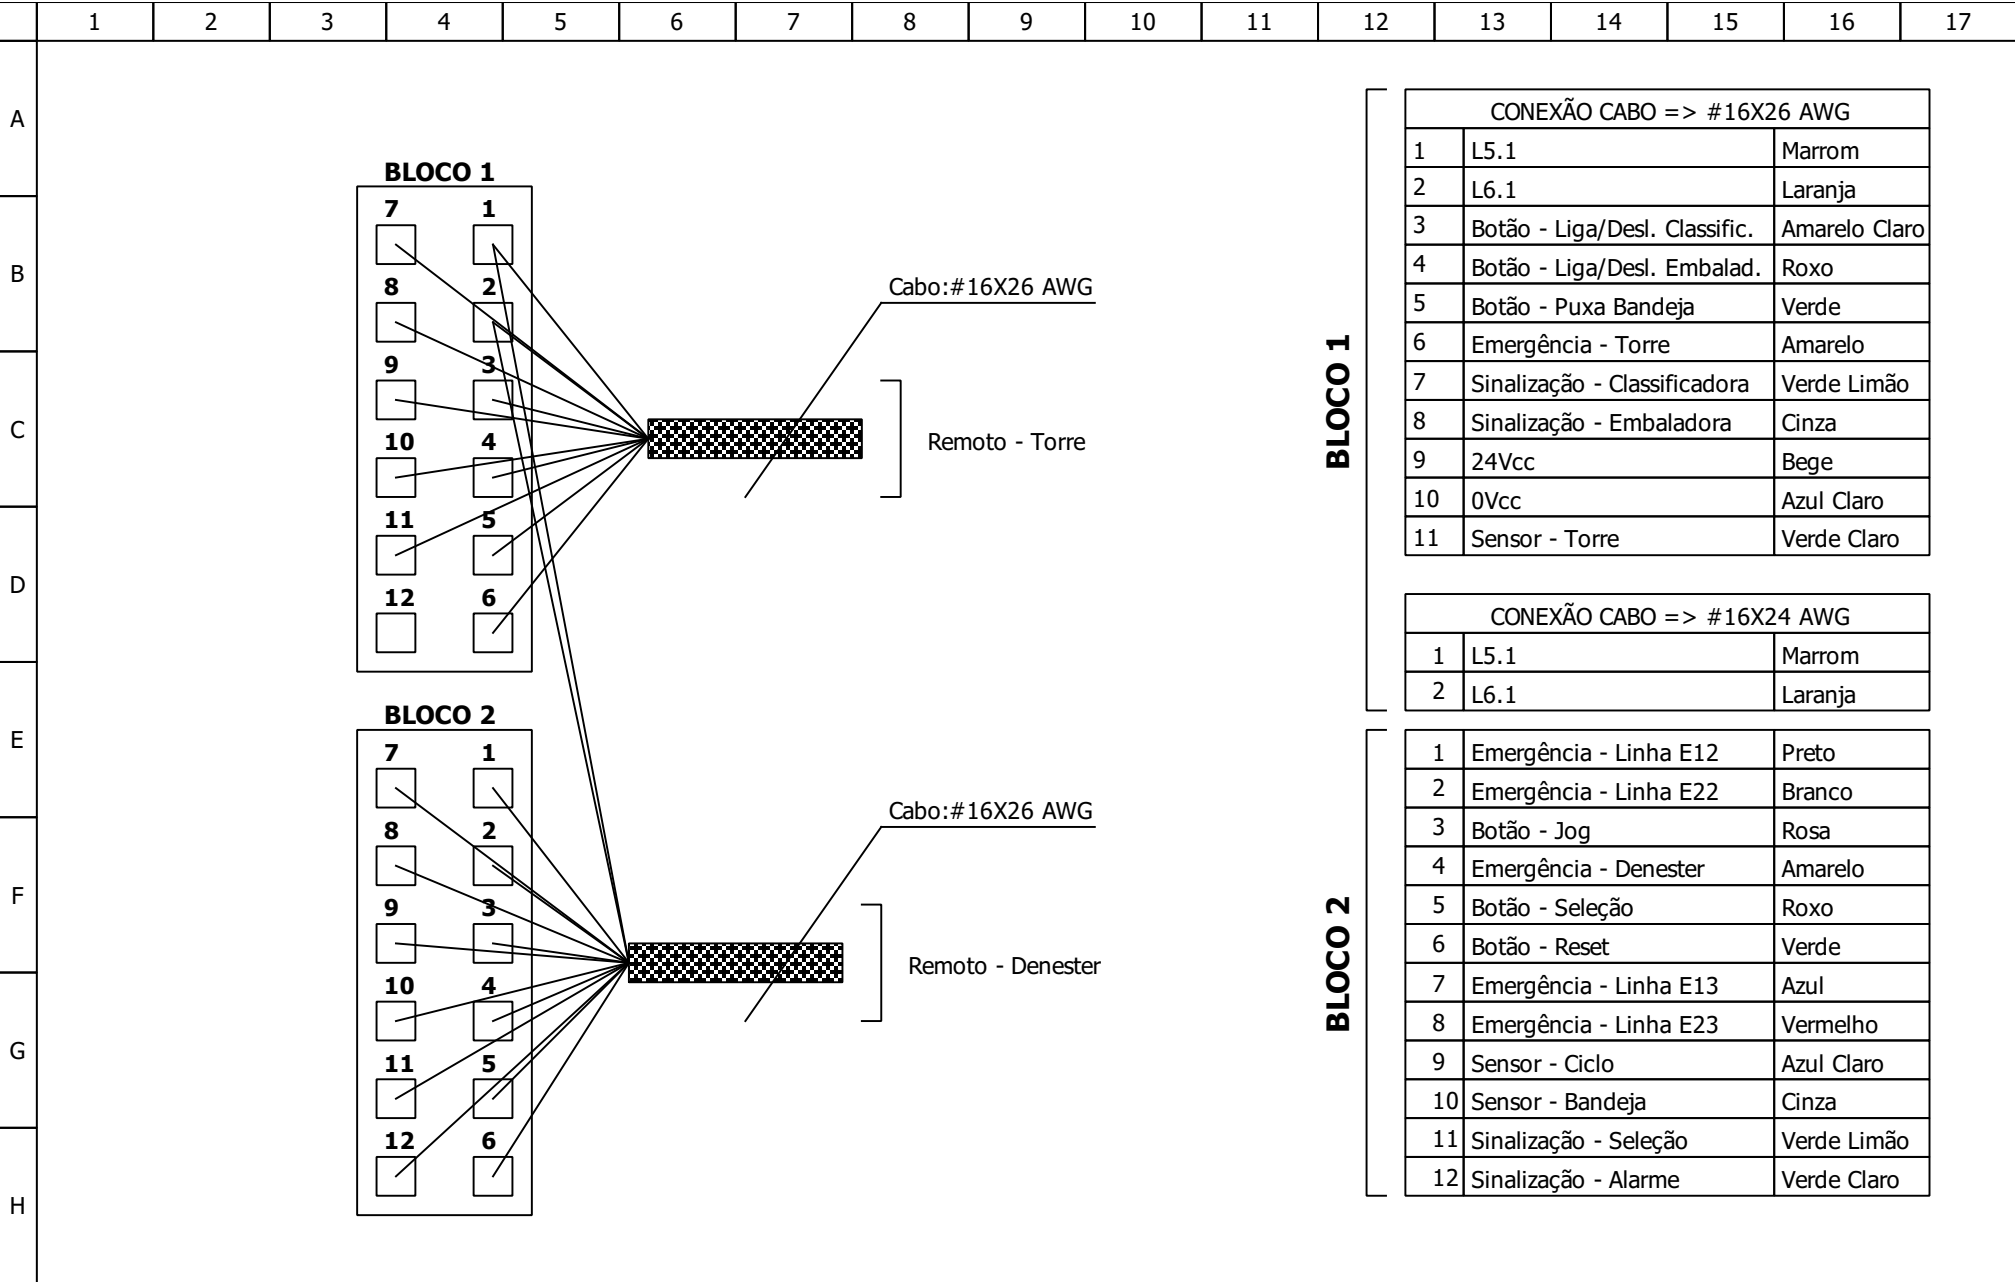 1 2 3 4 5 6 7 8 9 10 11 12 13 14 15 16 17
A
B
C
D
E
F
G
H
BLOCO 1
7 1
8 2
9 3
10 4
11 5
12 6
Cabo:#16X26 AWG
Remoto - Torre
BLOCO 2
7 1
8 2
9 3
10 4
11 5
12 6
Cabo:#16X26 AWG
Remoto - Denester
BLOCO 1
CONEXÃO CABO => #16X26 AWG
1 L5.1 Marrom
2 L6.1 Laranja
3 Botão - Liga/Desl. Classific. Amarelo Claro
4 Botão - Liga/Desl. Embalad. Roxo
5 Botão - Puxa Bandeja Verde
6 Emergência - Torre Amarelo
7 Sinalização - Classificadora Verde Limão
8 Sinalização - Embaladora Cinza
9 24Vcc Bege
10 0Vcc Azul Claro
11 Sensor - Torre Verde Claro
CONEXÃO CABO => #16X24 AWG
1 L5.1 Marrom
2 L6.1 Laranja
BLOCO 2
1 Emergência - Linha E12 Preto
2 Emergência - Linha E22 Branco
3 Botão - Jog Rosa
4 Emergência - Denester Amarelo
5 Botão - Seleção Roxo
6 Botão - Reset Verde
7 Emergência - Linha E13 Azul
8 Emergência - Linha E23 Vermelho
9 Sensor - Ciclo Azul Claro
10 Sensor - Bandeja Cinza
11 Sinalização - Seleção Verde Limão
12 Sinalização - Alarme Verde Claro